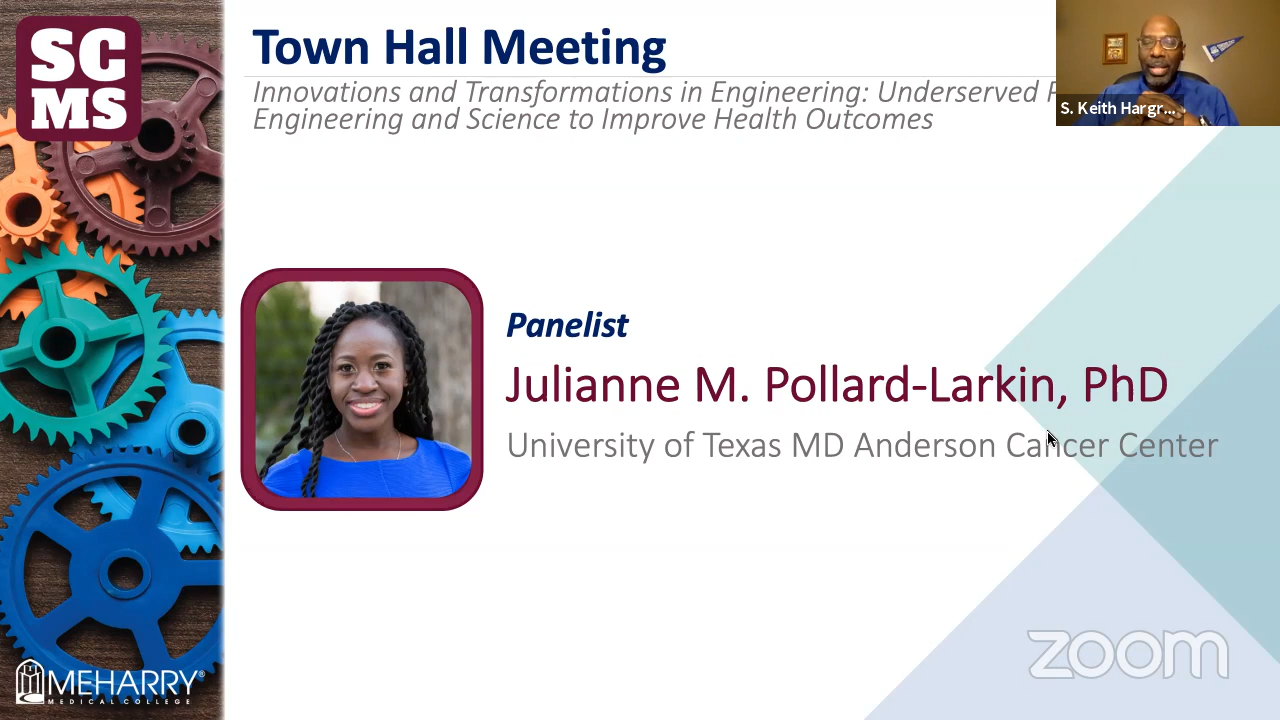 SC
MS
Town Hall Meeting
Innovations and Transformations in Engineering: Underserved
Engineering and Science to Improve Health Outcomes
S. Keith Hargr...
Panelist
Julianne M. Pollard-Larkin, PhD
University of Texas MD Anderson Cancer Center
zoom
MEHARRY®
MEDICAL COLLEGE